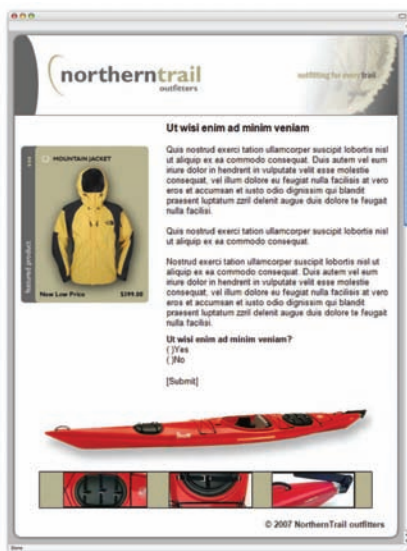 northerntrail
outfitters
outfitting for every trail
Ut wisi enim ad minim veniam
Quis nostrud exerci tation ullamcorper suscipit lobortis nisl
ut aliquip ex ea commodo consequat. Duis autem vel eum
iriure dolor in hendrerit in vulputate velit esse molestie
consequat, vel illum dolore eu feugiat nulla facilisis at vero
eros et accumsan et iusto odio dignissim qui blandit
praesent luptatum zzril delenit augue duis dolore te feugait
nulla facilisi.
Quis nostrud exerci tation ullamcorper suscipit lobortis nisl
ut aliquip ex ea commodo consequat.
Nostrud exerci tation ullamcorper suscipit lobortis nisl ut
aliquip ex ea commodo consequat. Duis autem vel eum
iriure dolor in hendrerit in vulputate velit esse molestie
consequat, vel illum dolore eu feugiat nulla facilisis at vero
eros et accumsan et iusto odio dignissim qui blandit
praesent luptatum zzril delenit augue duis dolore te feugait
nulla facilisi.
Ut wisi enim ad minim veniam?
( )Yes
( )No
[Submit]
MOUNTAIN JACKET
featured product
New Low Price $199.00
© 2007 NorthernTrail outfitters
Done